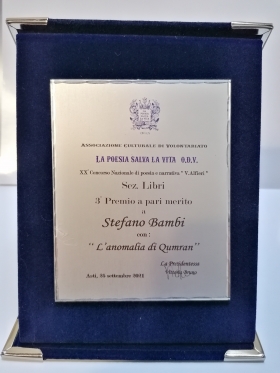 Associazione Culturale di Volontariato
La Poesia Salva La Vita O.D.V.
XX° Concorso Nazionale di poesia e narrativa " V.Alfieri "
Sez. Libri
3° Premio a pari merito
a
Stefano Bambi
con :
" L'anomalia di Qumran "
La Presidentessa
Asti, 25 settembre 2021